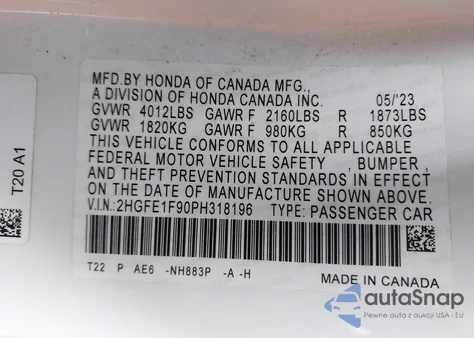 MFD.BY HONDA OF CANADA MFG.,
A DIVISION OF HONDA CANADA INC. 05/'23
GVWR 4012LBS GAWR F 2160LBS R 1873LBS
GVWR 1820KG GAWR F 980KG R 850KG
THIS VEHICLE CONFORMS TO ALL APPLICABLE
FEDERAL MOTOR VEHICLE SAFETY , BUMPER ,
AND THEFT PREVENTION STANDARDS IN EFFECT
ON THE DATE OF MANUFACTURE SHOWN ABOVE.
V.I.N.:2HGFE1F90PH318196 TYPE: PASSENGER CAR
T22 P AE6 -NH883P -A -H
MADE IN CANADA
T20 A1
autoSnap
Pewne auta z aukcji USA i EU